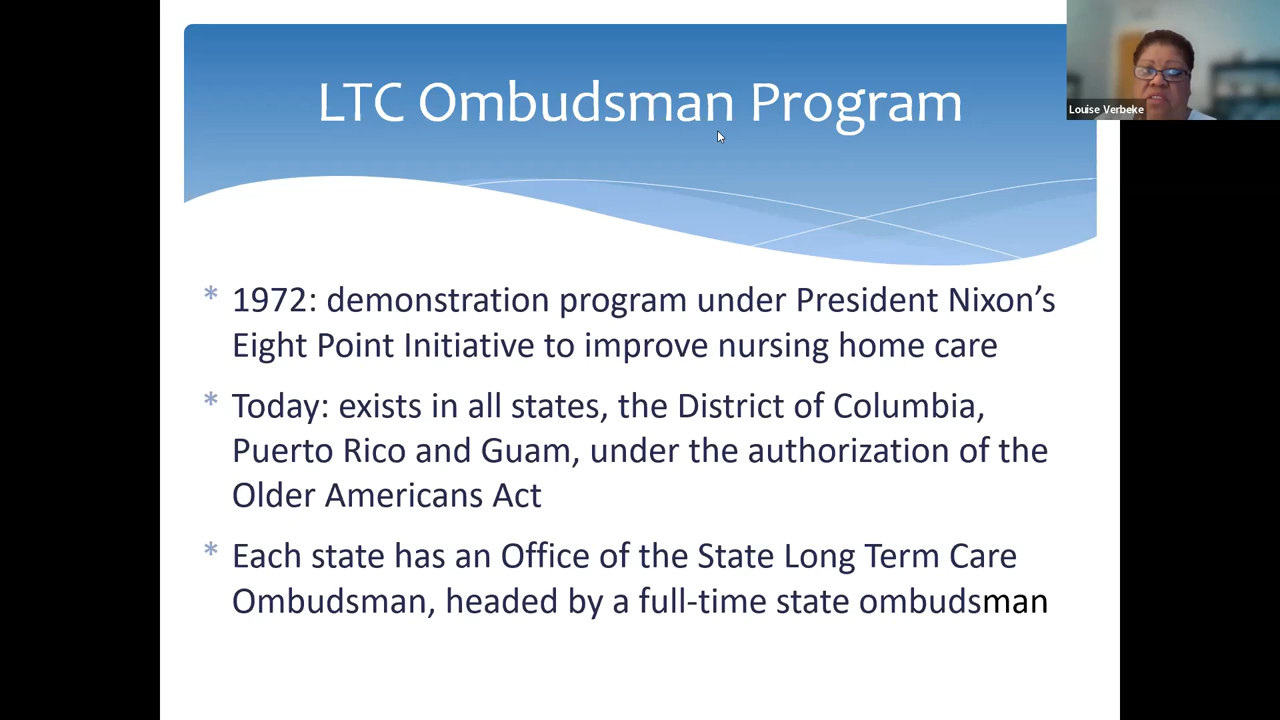 LTC Ombudsman Program
Louise Verbeke
* 1972: demonstration program under President Nixon’s
Eight Point Initiative to improve nursing home care
* Today: exists in all states, the District of Columbia,
Puerto Rico and Guam, under the authorization of the
Older Americans Act
* Each state has an Office of the State Long Term Care
Ombudsman, headed by a full-time state ombudsman